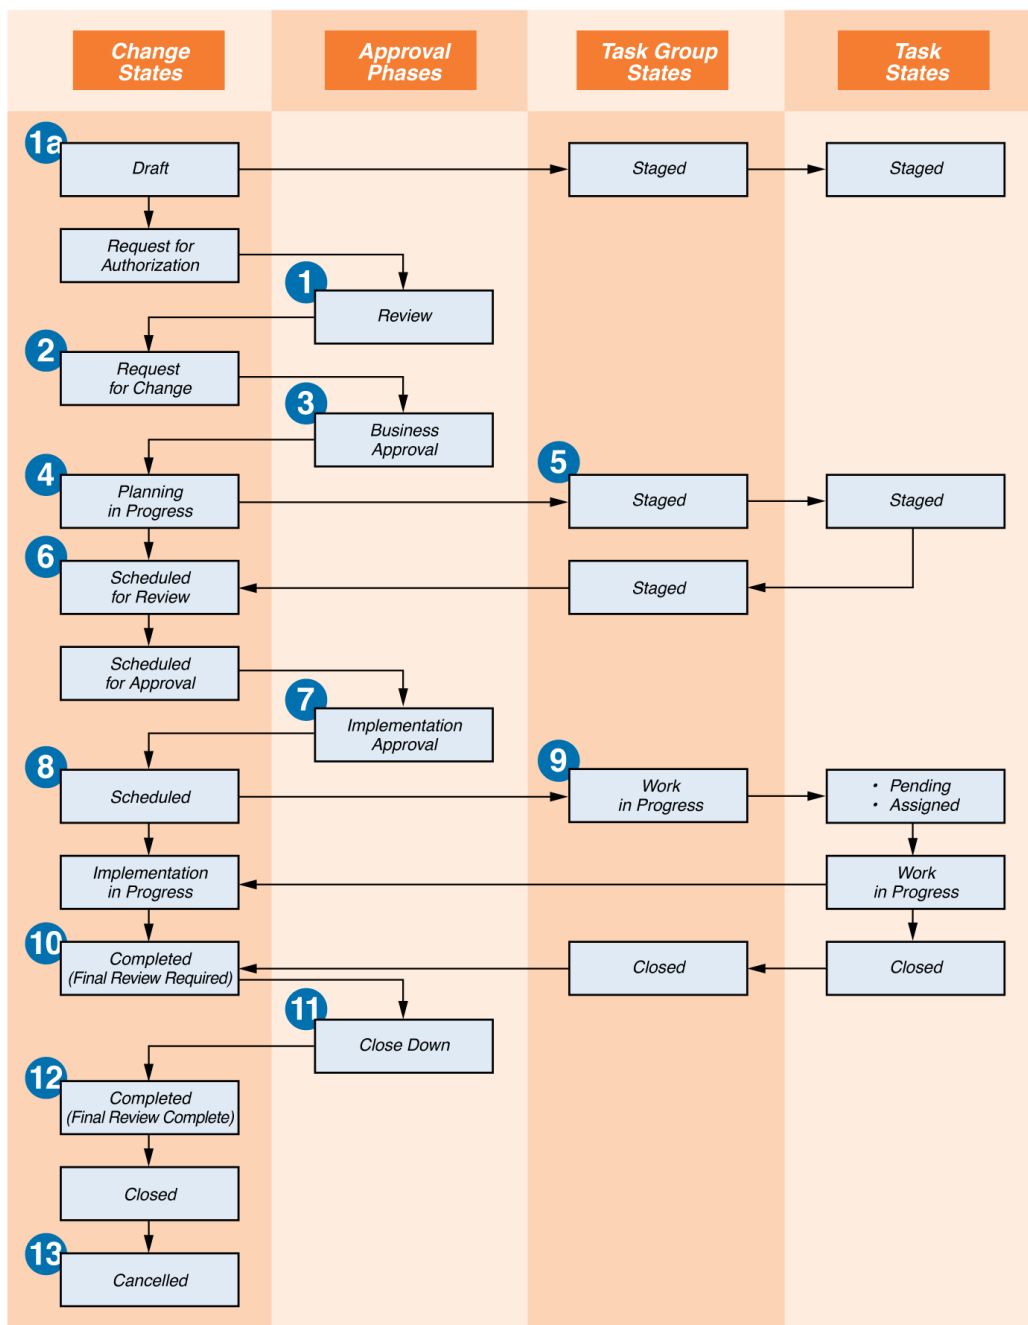 Change
States
Approval
Phases
Task Group
States
Task
States
1a
Draft
Staged
Staged
Request for
Authorization
1
Review
2
Request
for Change
3
Business
Approval
4
Planning
in Progress
5
Staged
Staged
6
Scheduled
for Review
Staged
Scheduled
for Approval
7
Implementation
Approval
8
Scheduled
9
Work
in Progress
• Pending
• Assigned
Implementation
in Progress
Work
in Progress
10
Completed
(Final Review Required)
Closed
Closed
11
Close Down
12
Completed
(Final Review Complete)
Closed
13
Cancelled